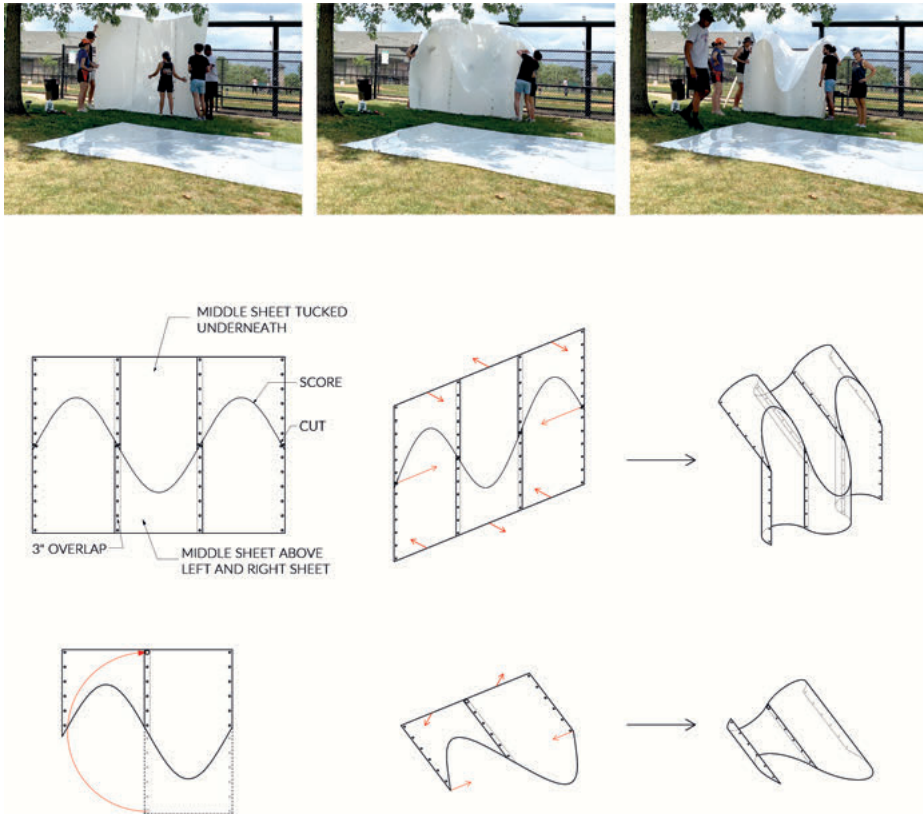 MIDDLE SHEET TUCKED
UNDERNEATH
SCORE
CUT
3" OVERLAP
MIDDLE SHEET ABOVE
LEFT AND RIGHT SHEET